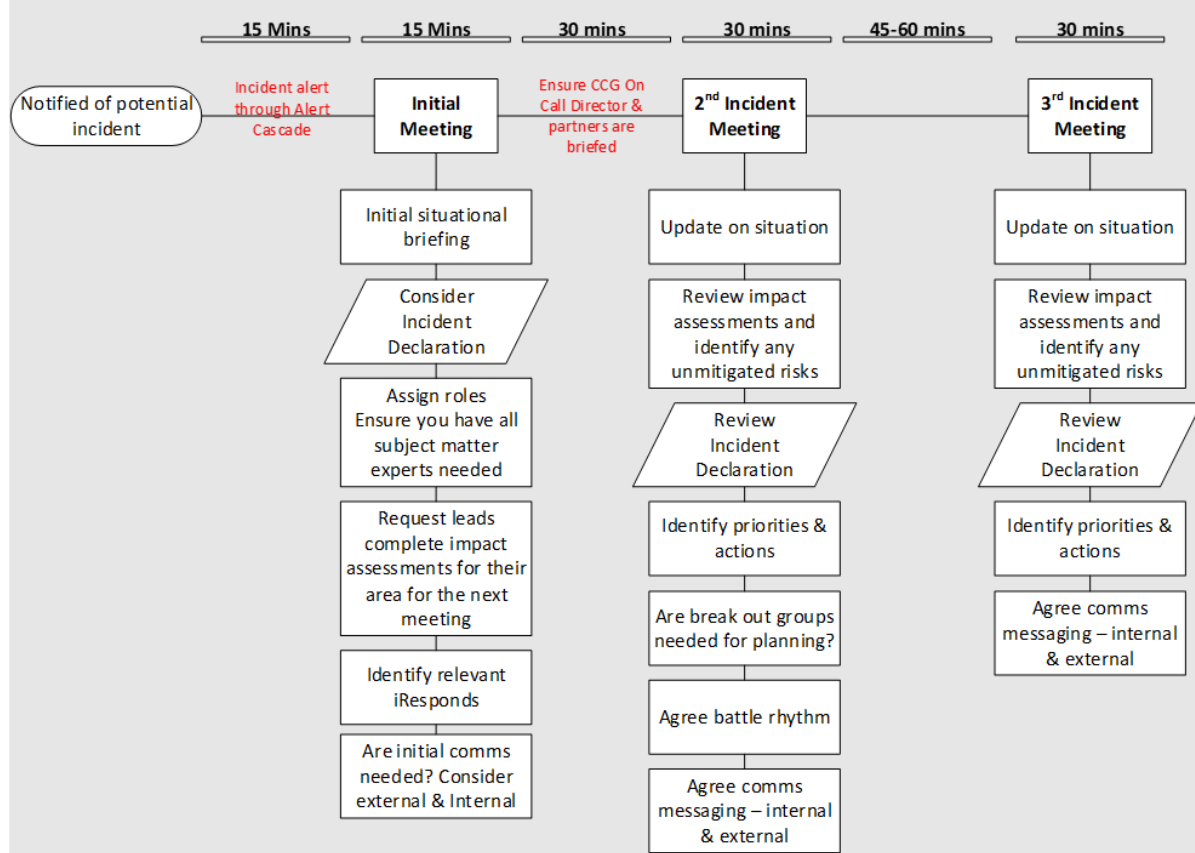 15 Mins
15 Mins
30 mins
30 mins
45-60 mins
30 mins
Notified of potential
incident
Incident alert
through Alert
Cascade
Initial
Meeting
Ensure CCG On
Call Director &
partners are
briefed
2nd Incident
Meeting
3rd Incident
Meeting
Initial situational
briefing
Consider
Incident
Declaration
Assign roles
Ensure you have all
subject matter
experts needed
Request leads
complete impact
assessments for their
area for the next
meeting
Identify relevant
iResponds
Are initial comms
needed? Consider
external & Internal
Update on situation
Review impact
assessments and
identify any
unmitigated risks
Review
Incident
Declaration
Identify priorities &
actions
Are break out groups
needed for planning?
Agree battle rhythm
Agree comms
messaging – internal
& external
Update on situation
Review impact
assessments and
identify any
unmitigated risks
Review
Incident
Declaration
Identify priorities &
actions
Agree comms
messaging – internal
& external